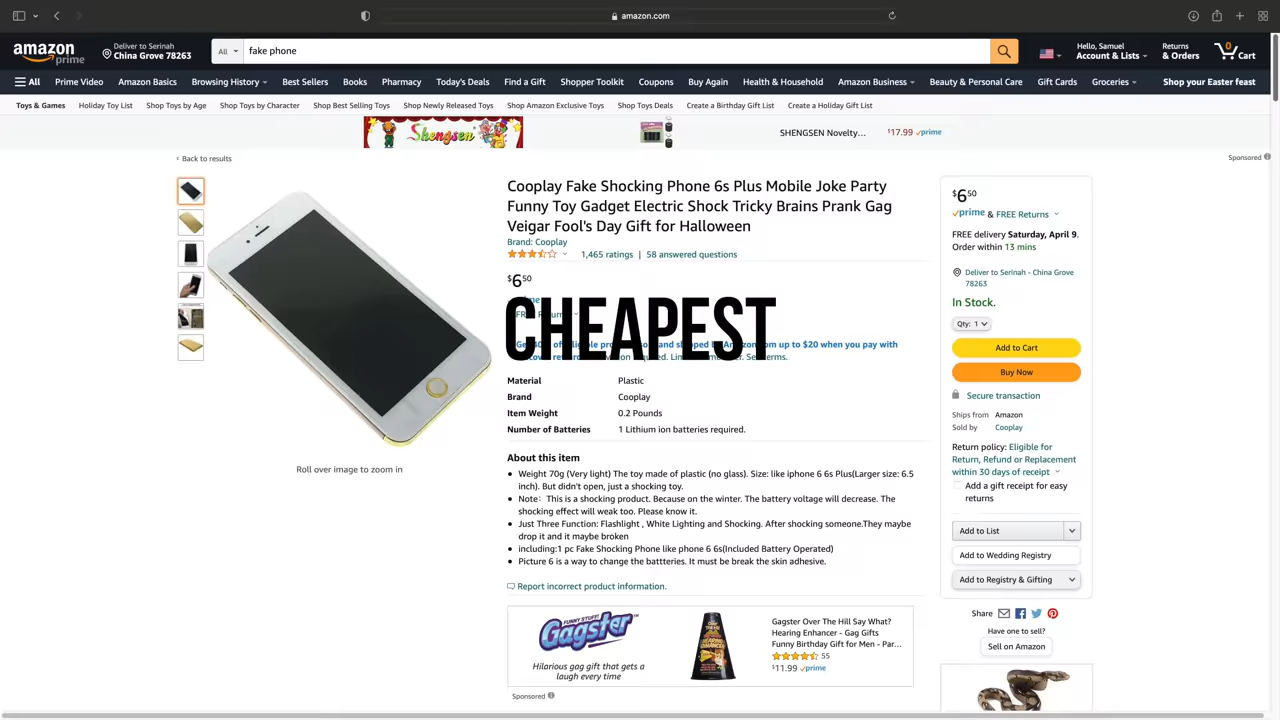 amazon.com
amazon
prime
Deliver to Serinah
China Grove 78263
All
fake phone
Hello, Samuel
Account & Lists
Returns
& Orders
0
Cart
All
Prime Video
Amazon Basics
Browsing History
Best Sellers
Books
Pharmacy
Today's Deals
Find a Gift
Shopper Toolkit
Coupons
Buy Again
Health & Household
Amazon Business
Beauty & Personal Care
Gift Cards
Groceries
Shop your Easter feast
Toys & Games
Holiday Toy List
Shop Toys by Age
Shop Toys by Character
Shop Best Selling Toys
Shop Newly Released Toys
Shop Amazon Exclusive Toys
Shop Toys Deals
Create a Birthday Gift List
Create a Holiday Gift List
Shengsen
SHENGSEN Novelty...
$17.99 prime
Sponsored
‹ Back to results
Cooplay Fake Shocking Phone 6s Plus Mobile Joke Party
Funny Toy Gadget Electric Shock Tricky Brains Prank Gag
Veigar Fool's Day Gift for Halloween
Brand: Cooplay
1,465 ratings | 58 answered questions
$6 50
CHEAPEST
om up to $20 when you pay with
Material Plastic
Brand Cooplay
Item Weight 0.2 Pounds
Number of Batteries 1 Lithium ion batteries required.
About this item
• Weight 70g (Very light) The toy made of plastic (no glass). Size: like iphone 6 6s Plus(Larger size: 6.5
inch). But didn't open, just a shocking toy.
• Note：This is a shocking product. Because on the winter. The battery voltage will decrease. The
shocking effect will weak too. Please know it.
• Just Three Function: Flashlight , White Lighting and Shocking. After shocking someone.They maybe
drop it and it maybe broken
• including:1 pc Fake Shocking Phone like phone 6 6s(Included Battery Operated)
• Picture 6 is a way to change the battteries. It must be break the skin adhesive.
Report incorrect product information.
Roll over image to zoom in
FUNNY STUFF!
Gagster
Hilarious gag gift that gets a
laugh every time
Gagster Over The Hill Say What?
Hearing Enhancer - Gag Gifts
Funny Birthday Gift for Men - Par...
55
$11.99 prime
Sponsored
$6 50
prime & FREE Returns
FREE delivery Saturday, April 9.
Order within 13 mins
Deliver to Serinah - China Grove
78263
In Stock.
Qty: 1
Add to Cart
Buy Now
Secure transaction
Ships from Amazon
Sold by Cooplay
Return policy: Eligible for
Return, Refund or Replacement
within 30 days of receipt
Add a gift receipt for easy
returns
Add to List
Add to Wedding Registry
Add to Registry & Gifting
Share
Have one to sell?
Sell on Amazon